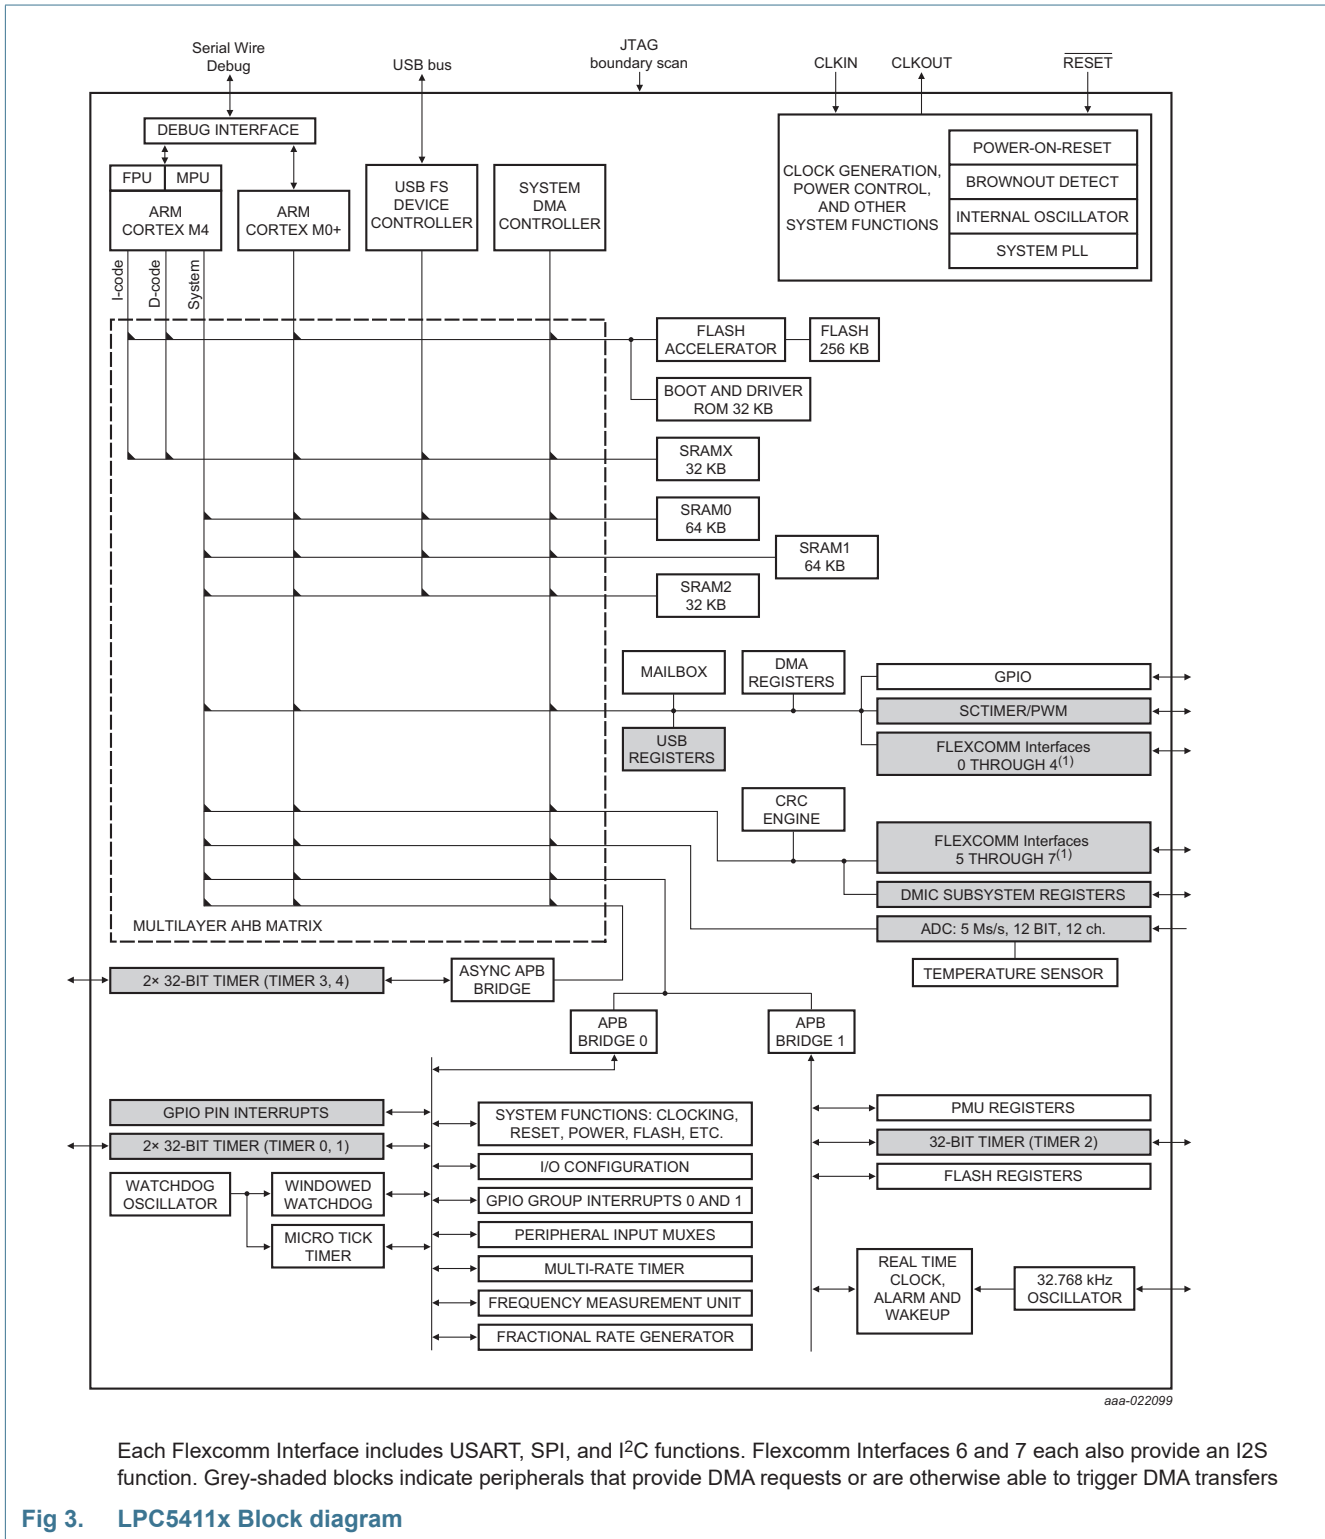 Serial Wire
Debug
USB bus
JTAG
boundary scan
CLKIN
CLKOUT
RESET
DEBUG INTERFACE
FPU
MPU
ARM
CORTEX M4
ARM
CORTEX M0+
USB FS
DEVICE
CONTROLLER
SYSTEM
DMA
CONTROLLER
CLOCK GENERATION,
POWER CONTROL,
AND OTHER
SYSTEM FUNCTIONS
POWER-ON-RESET
BROWNOUT DETECT
INTERNAL OSCILLATOR
SYSTEM PLL
I-code
D-code
System
FLASH
ACCELERATOR
FLASH
256 KB
BOOT AND DRIVER
ROM 32 KB
SRAMX
32 KB
SRAM0
64 KB
SRAM1
64 KB
SRAM2
32 KB
MAILBOX
DMA
REGISTERS
GPIO
SCTIMER/PWM
USB
REGISTERS
FLEXCOMM Interfaces
0 THROUGH 4(1)
CRC
ENGINE
FLEXCOMM Interfaces
5 THROUGH 7(1)
DMIC SUBSYSTEM REGISTERS
ADC: 5 Ms/s, 12 BIT, 12 ch.
TEMPERATURE SENSOR
MULTILAYER AHB MATRIX
2× 32-BIT TIMER (TIMER 3, 4)
ASYNC APB
BRIDGE
APB
BRIDGE 0
APB
BRIDGE 1
GPIO PIN INTERRUPTS
2× 32-BIT TIMER (TIMER 0, 1)
WATCHDOG
OSCILLATOR
WINDOWED
WATCHDOG
MICRO TICK
TIMER
SYSTEM FUNCTIONS: CLOCKING,
RESET, POWER, FLASH, ETC.
I/O CONFIGURATION
GPIO GROUP INTERRUPTS 0 AND 1
PERIPHERAL INPUT MUXES
MULTI-RATE TIMER
FREQUENCY MEASUREMENT UNIT
FRACTIONAL RATE GENERATOR
PMU REGISTERS
32-BIT TIMER (TIMER 2)
FLASH REGISTERS
REAL TIME
CLOCK,
ALARM AND
WAKEUP
32.768 kHz
OSCILLATOR
aaa-022099
Each Flexcomm Interface includes USART, SPI, and I2C functions. Flexcomm Interfaces 6 and 7 each also provide an I2S
function. Grey-shaded blocks indicate peripherals that provide DMA requests or are otherwise able to trigger DMA transfers
Fig 3. LPC5411x Block diagram